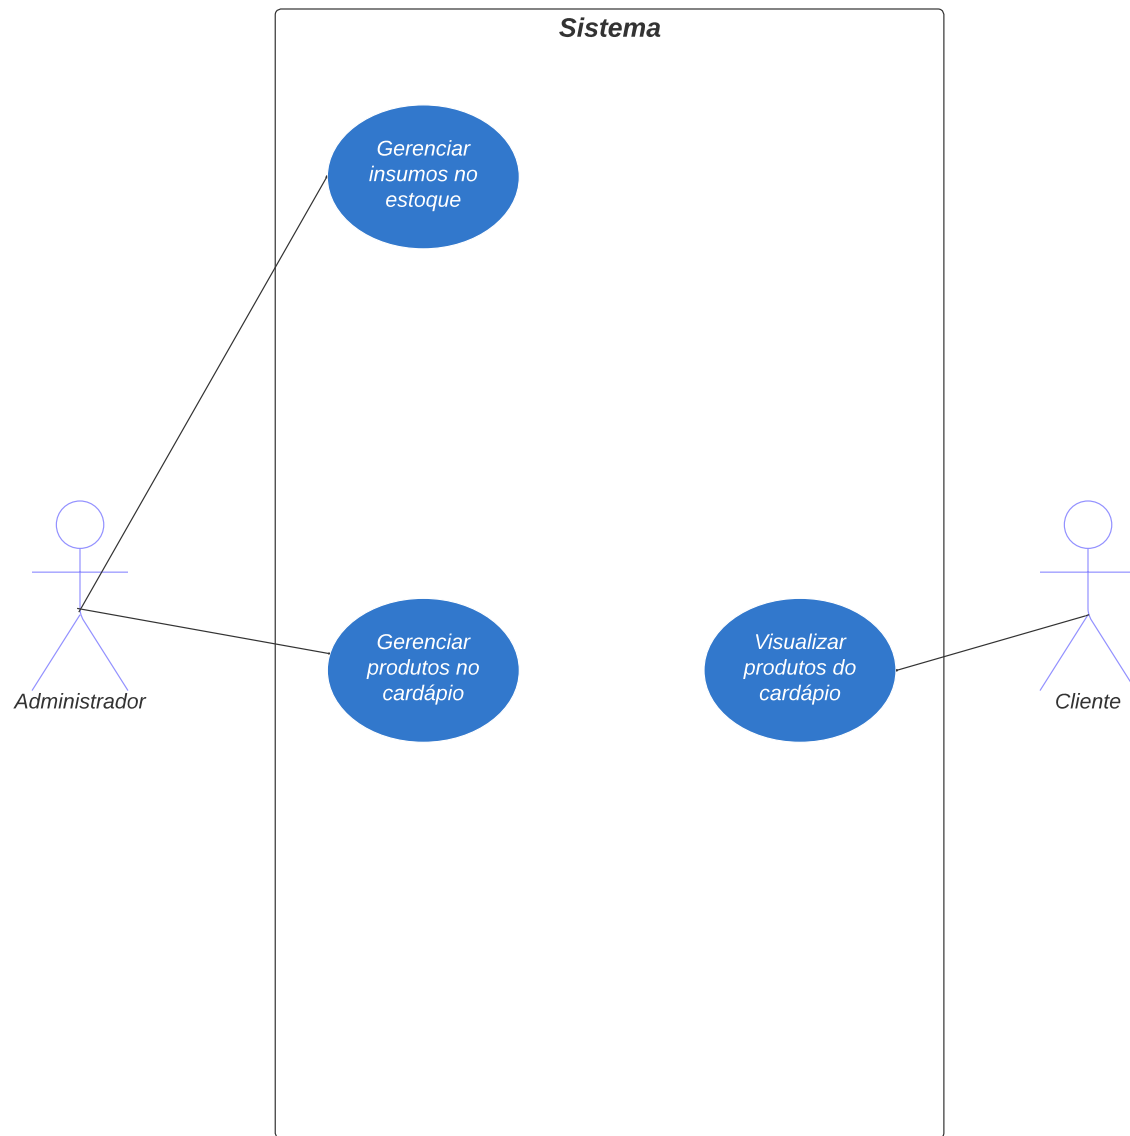 Sistema
Gerenciar
insumos no
estoque
Administrador
Gerenciar
produtos no
cardápio
Visualizar
produtos do
cardápio
Cliente